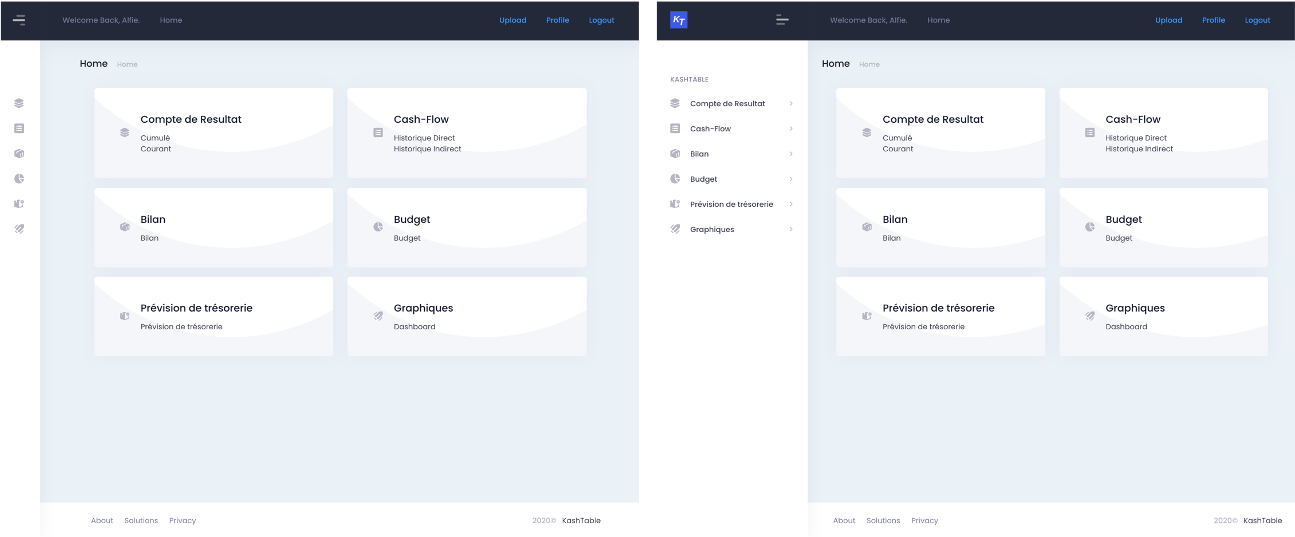 Welcome Back, Alfie. Home Upload Profile Logout
Home Home
Compte de Resultat
Cumulé
Courant
Cash-Flow
Historique Direct
Historique Indirect
Bilan
Bilan
Budget
Budget
Prévision de trésorerie
Prévision de trésorerie
Graphiques
Dashboard
About Solutions Privacy 2020© KashTable
KT
Welcome Back, Alfie. Home Upload Profile Logout
KASHTABLE
Compte de Resultat
Cash-Flow
Bilan
Budget
Prévision de trésorerie
Graphiques
Home Home
Compte de Resultat
Cumulé
Courant
Cash-Flow
Historique Direct
Historique Indirect
Bilan
Bilan
Budget
Budget
Prévision de trésorerie
Prévision de trésorerie
Graphiques
Dashboard
About Solutions Privacy 2020© KashTable